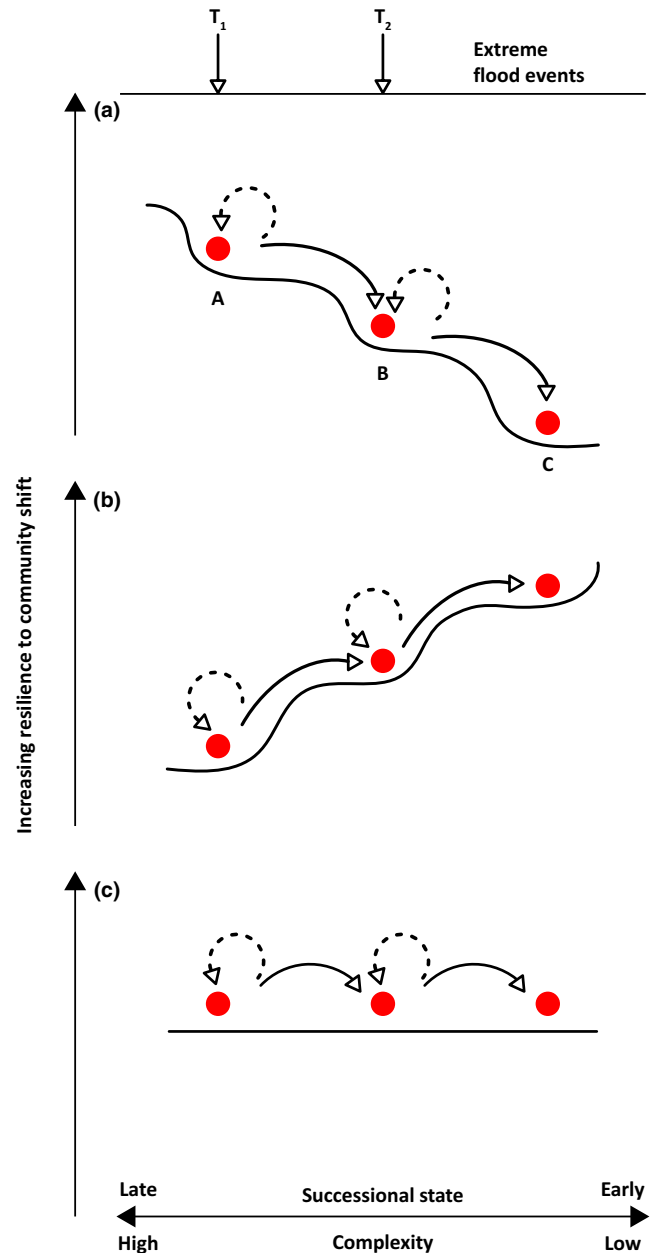 T1 T2
Extreme
flood events
(a)
A
B
C
(b)
Increasing resilience to community shift
(c)
Late Successional state Early
High Complexity Low